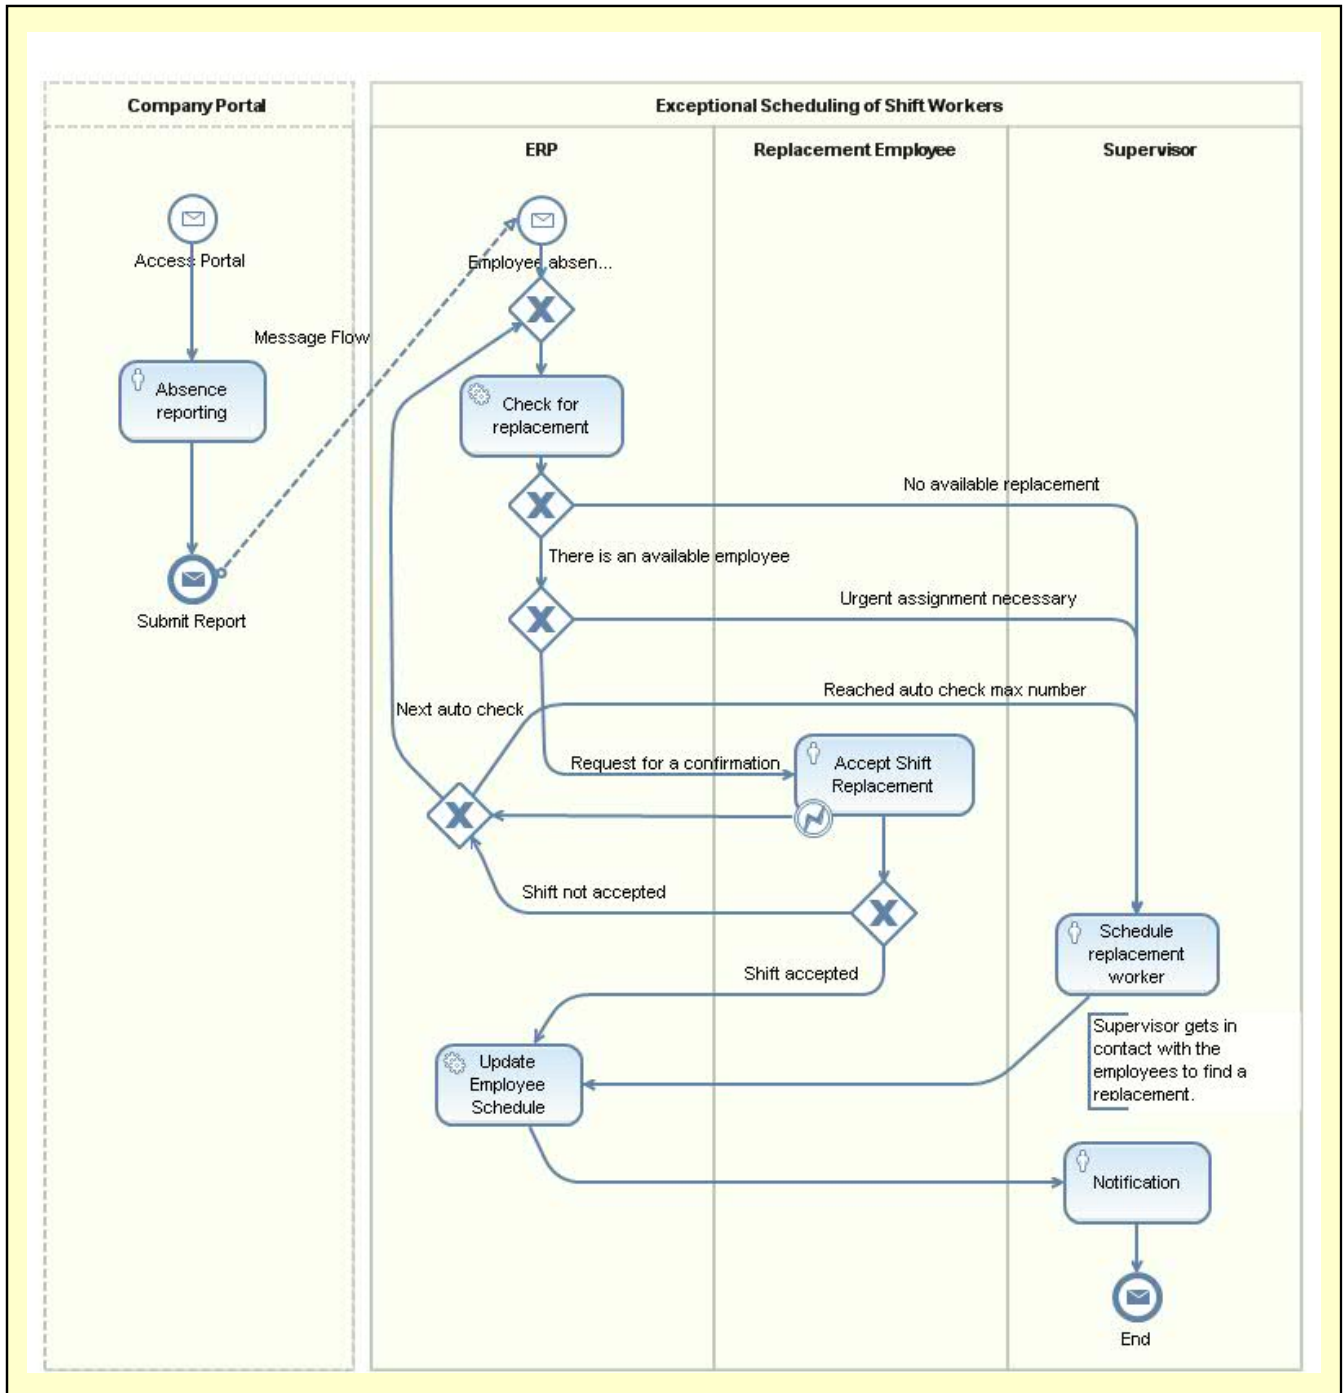 Company Portal
Exceptional Scheduling of Shift Workers
ERP
Replacement Employee
Supervisor
Access Portal
Employee absen...
Message Flow
Absence
reporting
Check for
replacement
No available replacement
There is an available employee
Urgent assignment necessary
Submit Report
Reached auto check max number
Next auto check
Request for a confirmation
Accept Shift
Replacement
Shift not accepted
Schedule
replacement
worker
Shift accepted
Supervisor gets in
contact with the
employees to find a
replacement.
Update
Employee
Schedule
Notification
End